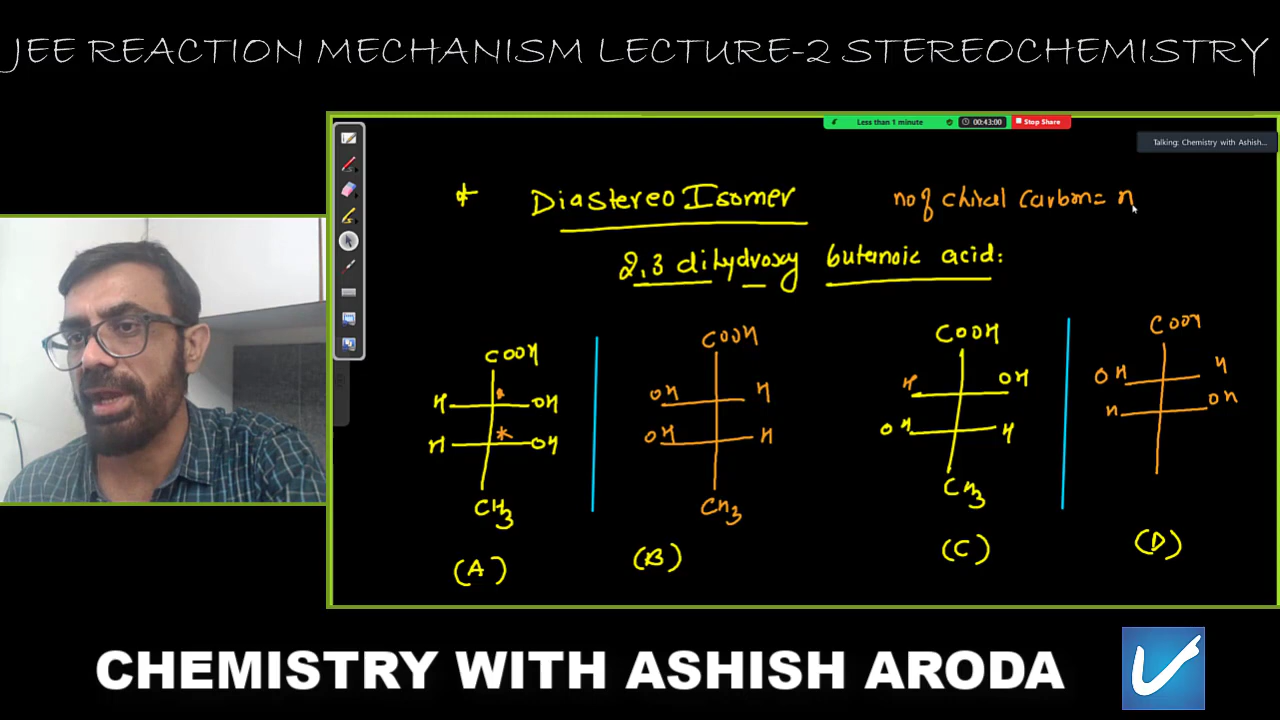 JEE REACTION MECHANISM LECTURE-2 STEREOCHEMISTRY
Less than 1 minute 00:43:00 Stop Share
Talking: Chemistry with Ashish...
* Diastereo Isomer no of chiral Carbon = n
2,3 dihydroxy butanoic acid:
COOH COOH COOH COOH
H OH OH H H OH OH H
H OH OH H OH H H OH
CH3 CH3 CH3
(A) (B) (C) (D)
CHEMISTRY WITH ASHISH ARODA